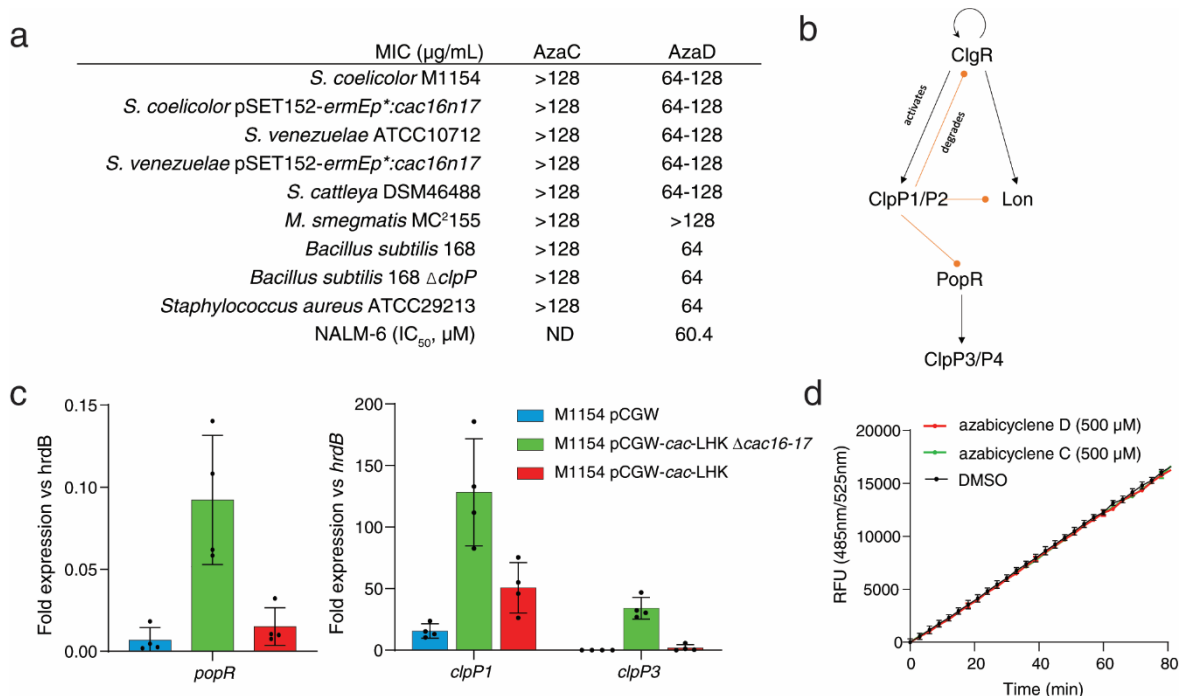 a
MIC (µg/mL) AzaC AzaD
S. coelicolor M1154 >128 64-128
S. coelicolor pSET152-ermEp*:cac16n17 >128 64-128
S. venezuelae ATCC10712 >128 64-128
S. venezuelae pSET152-ermEp*:cac16n17 >128 64-128
S. cattleya DSM46488 >128 64-128
M. smegmatis MC²155 >128 >128
Bacillus subtilis 168 >128 64
Bacillus subtilis 168 ΔclpP >128 64
Staphylococcus aureus ATCC29213 >128 64
NALM-6 (IC₅₀, µM) ND 60.4
b
ClgR
activates
degrades
ClpP1/P2
Lon
PopR
ClpP3/P4
c
Fold expression vs hrdB
0.15
0.10
0.05
0.00
popR
Fold expression vs hrdB
200
150
100
50
0
clpP1 clpP3
M1154 pCGW
M1154 pCGW-cac-LHK Δcac16-17
M1154 pCGW-cac-LHK
d
azabicyclene D (500 µM)
azabicyclene C (500 µM)
DMSO
RFU (485nm/525nm)
20000
15000
10000
5000
0
0 20 40 60 80
Time (min)